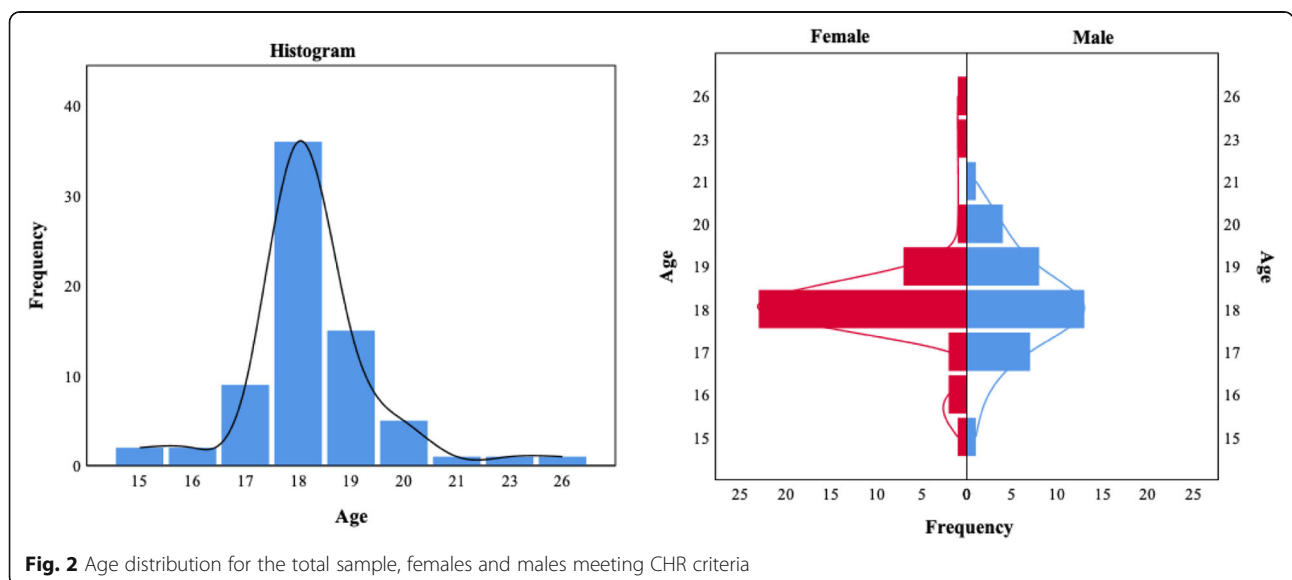 Histogram
40
30
20
10
0
Frequency
15 16 17 18 19 20 21 23 26
Age
Female Male
26 26
23 23
21 21
20 20
19 19
18 18
17 17
16 16
15 15
Age Age
25 20 15 10 5 0 5 10 15 20 25
Frequency
Fig. 2 Age distribution for the total sample, females and males meeting CHR criteria